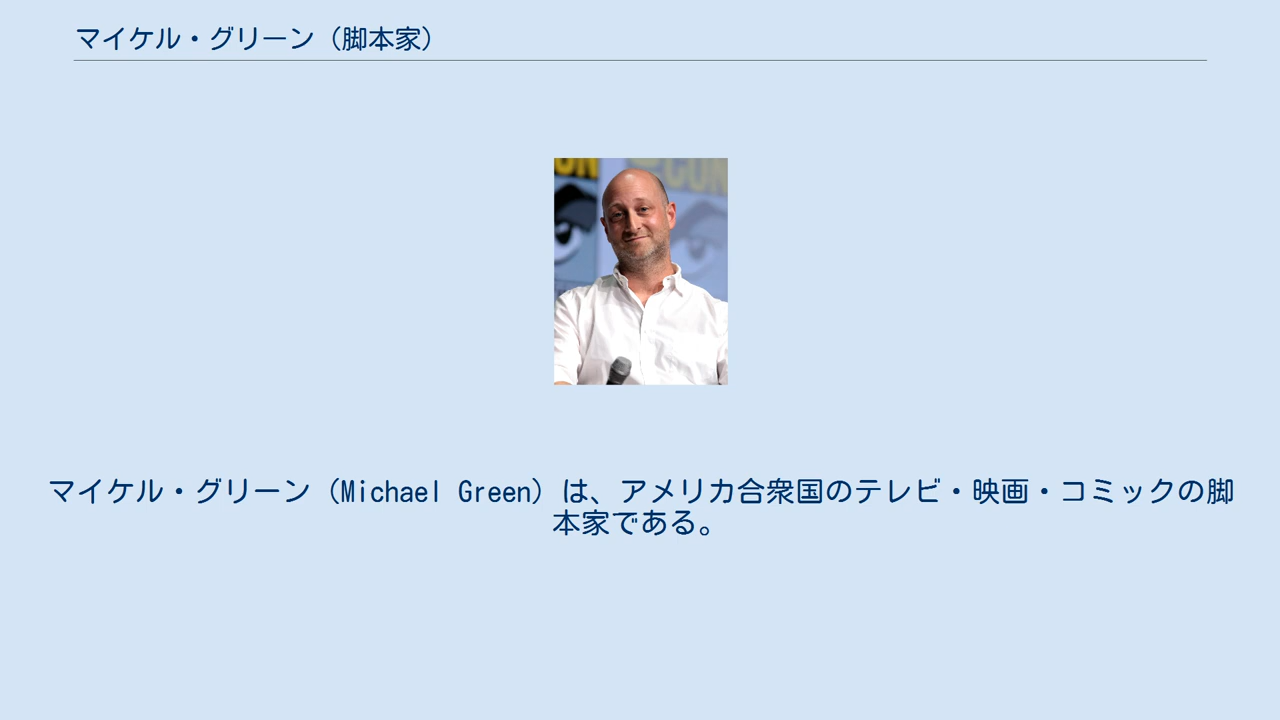 マイケル・グリーン（脚本家）
CON
CON
マイケル・グリーン（Michael Green）は、アメリカ合衆国のテレビ・映画・コミックの脚
本家である。